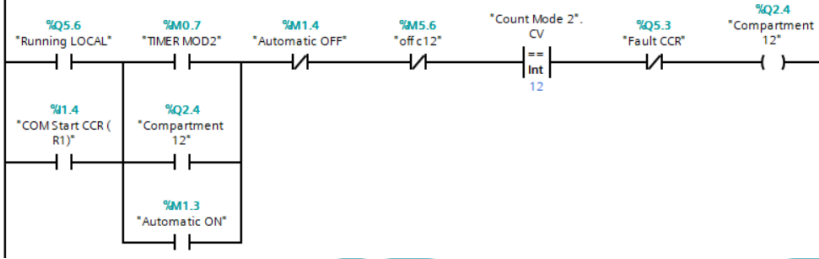 %Q5.6
"Running LOCAL"
%M0.7
"TIMER MOD2"
%M1.4
"Automatic OFF"
%M5.6
"off c12"
"Count Mode 2".
CV
==
Int
12
%Q5.3
"Fault CCR"
%Q2.4
"Compartment
12"
%I1.4
"COM Start CCR (
R1)"
%Q2.4
"Compartment
12"
%M1.3
"Automatic ON"